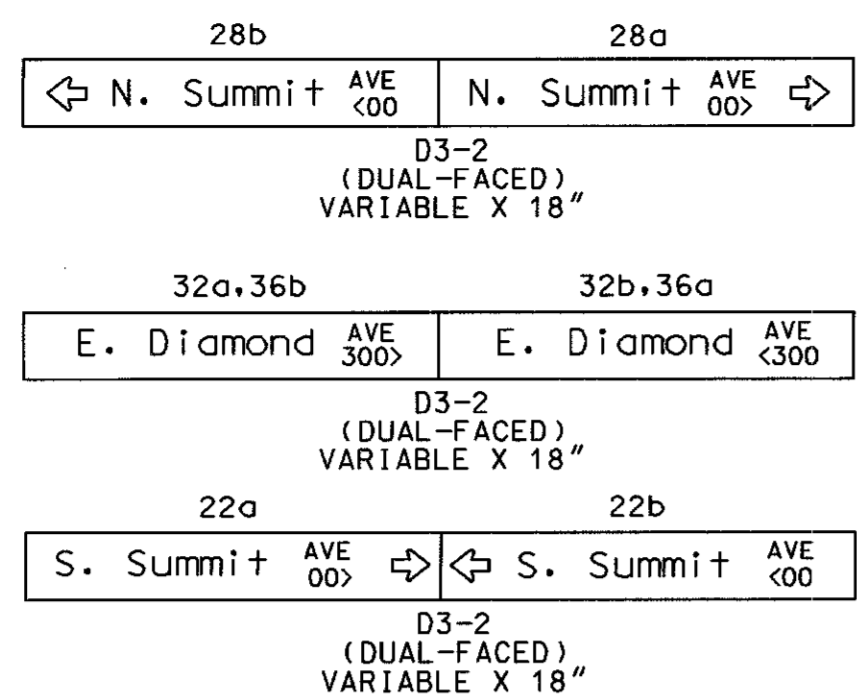 28b 28a
N. Summit AVE <00 N. Summit AVE 00>
D3-2
(DUAL-FACED)
VARIABLE X 18"
32a,36b 32b,36a
E. Diamond AVE 300> E. Diamond AVE <300
D3-2
(DUAL-FACED)
VARIABLE X 18"
22a 22b
S. Summit AVE 00> S. Summit AVE <00
D3-2
(DUAL-FACED)
VARIABLE X 18"